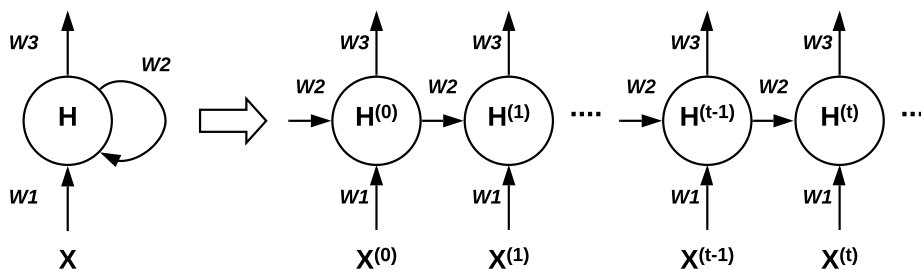 W3 W3 W3 W3 W3
W2 W2 W2 W2 W2
H H(0) H(1) .... H(t-1) H(t) ...
W1 W1 W1 W1 W1
X X(0) X(1) X(t-1) X(t)